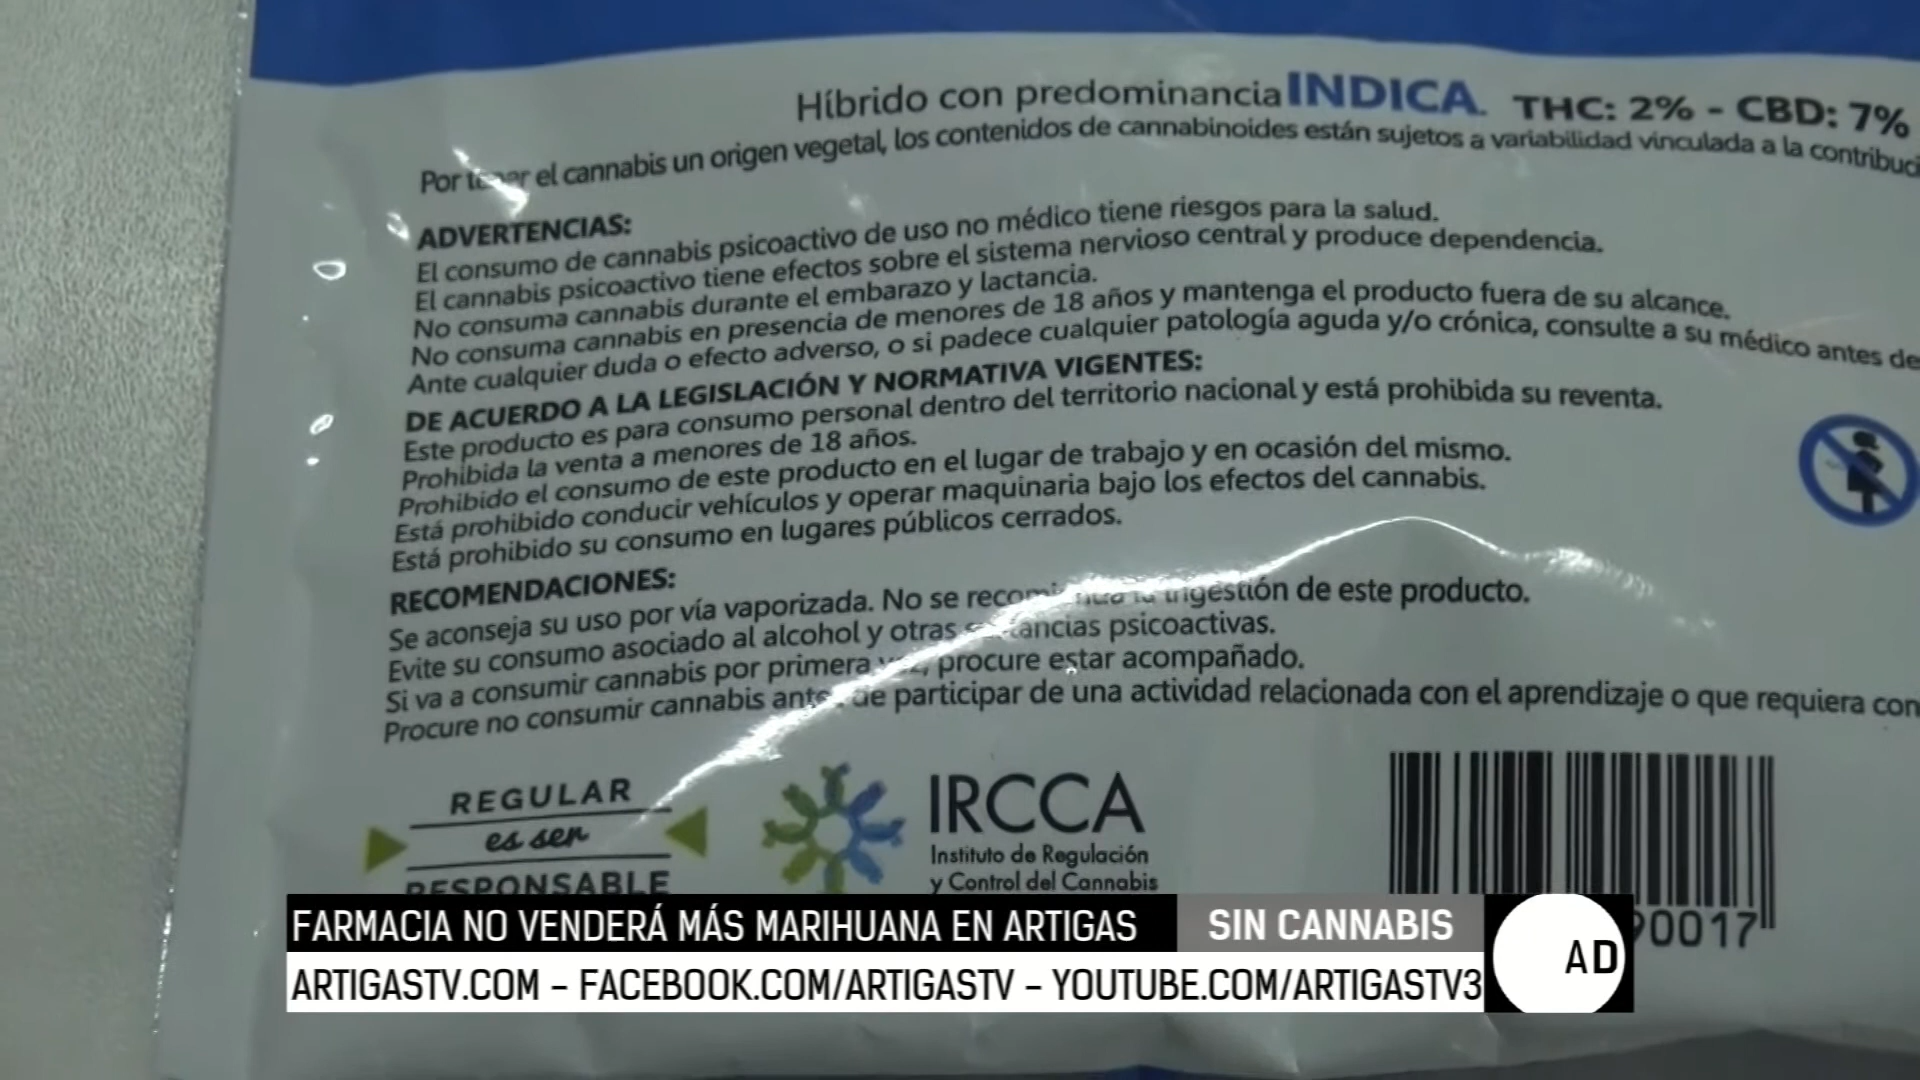 Híbrido con predominancia INDICA. THC: 2% - CBD: 7%
Por tener el cannabis un origen vegetal, los contenidos de cannabinoides están sujetos a variabilidad vinculada a la
ADVERTENCIAS:
El consumo de cannabis psicoactivo de uso no médico tiene riesgos para la salud.
El cannabis psicoactivo tiene efectos sobre el sistema nervioso central y produce dependencia.
No consuma cannabis durante el embarazo y lactancia.
No consuma cannabis en presencia de menores de 18 años y mantenga el producto fuera de su alcance.
Ante cualquier duda o efecto adverso, o si padece cualquier patología aguda y/o crónica, consulte a su médico antes de
DE ACUERDO A LA LEGISLACIÓN Y NORMATIVA VIGENTES:
Este producto es para consumo personal dentro del territorio nacional y está prohibida su reventa.
Prohibida la venta a menores de 18 años.
Prohibido el consumo de este producto en el lugar de trabajo y en ocasión del mismo.
Está prohibido conducir vehículos y operar maquinaria bajo los efectos del cannabis.
Está prohibido su consumo en lugares públicos cerrados.
RECOMENDACIONES:
Se aconseja su uso por vía vaporizada. No se recomienda la ingestión de este producto.
Evite su consumo asociado al alcohol y otras sustancias psicoactivas.
Si va a consumir cannabis por primera vez, procure estar acompañado.
Procure no consumir cannabis antes de participar de una actividad relacionada con el aprendizaje o que requiera
REGULAR
es ser
RESPONSABLE
IRCCA
Instituto de Regulación
y Control del Cannabis
90017
FARMACIA NO VENDERÁ MÁS MARIHUANA EN ARTIGAS
SIN CANNABIS
AD
ARTIGASTV.COM – FACEBOOK.COM/ARTIGASTV – YOUTUBE.COM/ARTIGASTV3